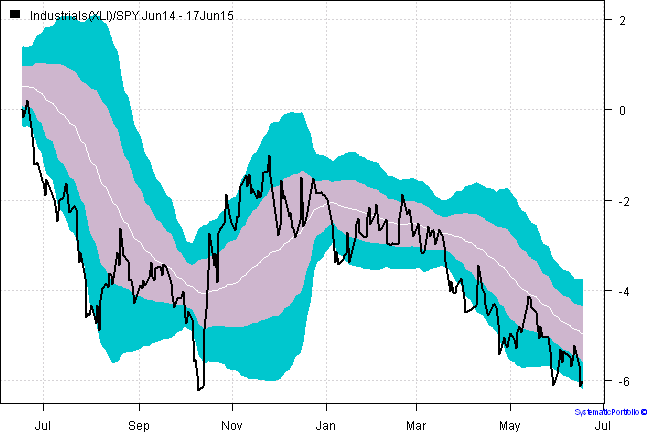 Industrials(XLI)/SPY Jun14 - 17Jun15
2
0
-2
-4
-6
SystematicPortfolio ©
Jul Sep Nov Jan Mar May Jul